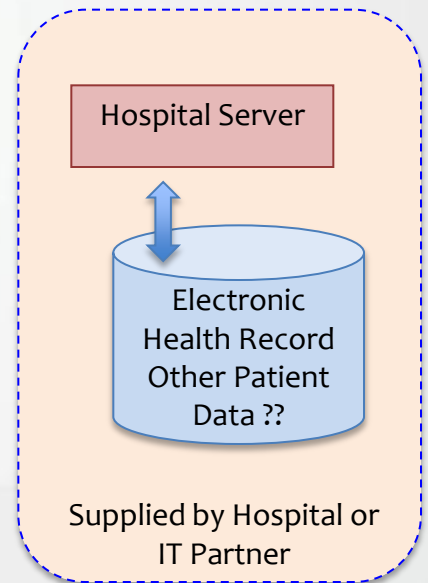 Hospital Server
Electronic
Health Record
Other Patient
Data ??
Supplied by Hospital or
IT Partner